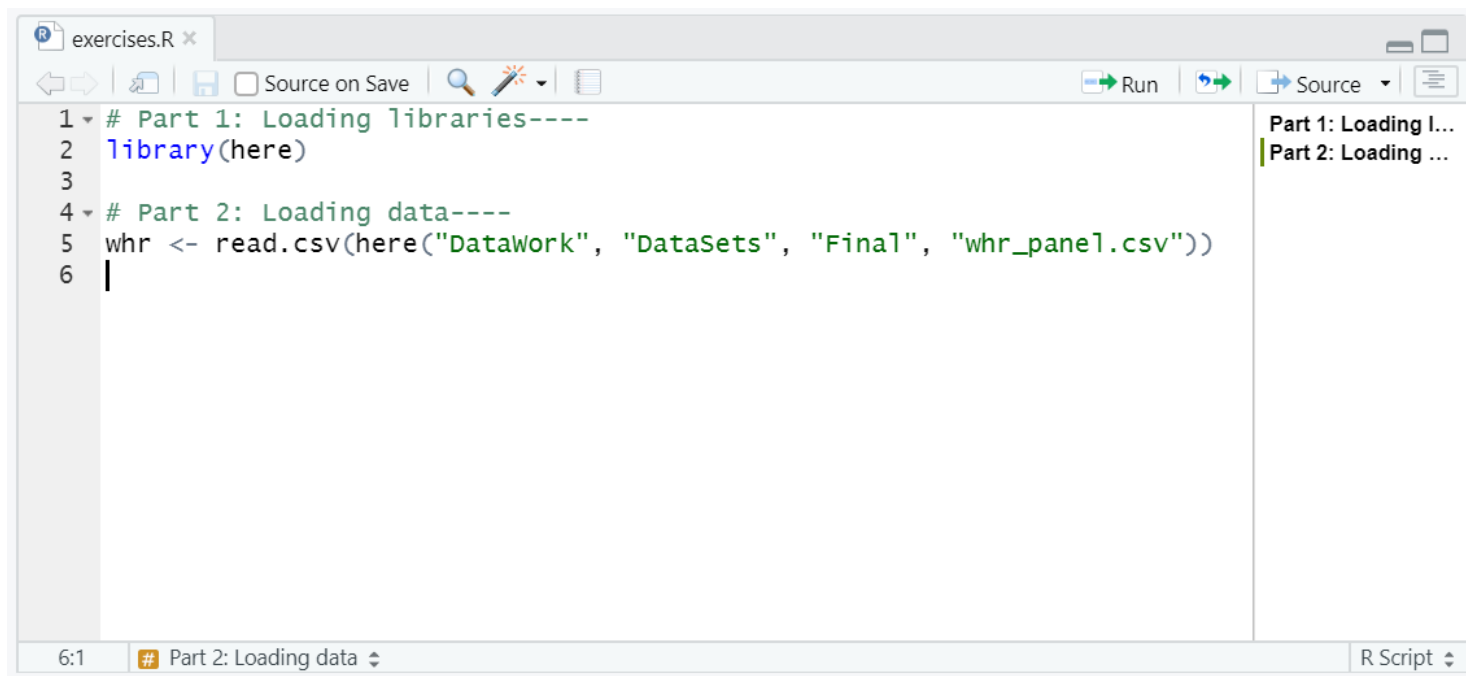 exercises.R
Source on Save Run Source
1 # Part 1: Loading libraries----
Part 1: Loading l...
2 library(here)
Part 2: Loading ...
3
4 # Part 2: Loading data----
5 whr <- read.csv(here("DataWork", "DataSets", "Final", "whr_panel.csv"))
6
6:1 # Part 2: Loading data R Script